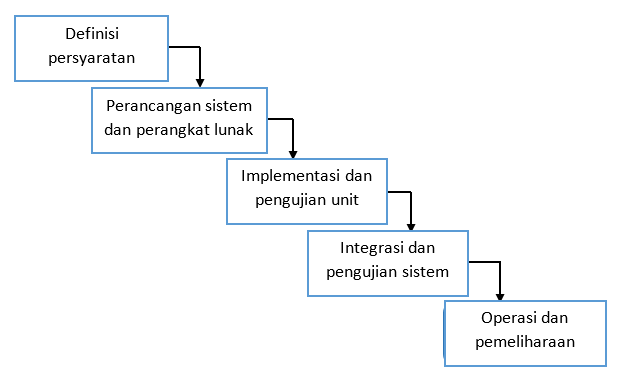 Definisi
persyaratan
Perancangan sistem
dan perangkat lunak
Implementasi dan
pengujian unit
Integrasi dan
pengujian sistem
Operasi dan
pemeliharaan